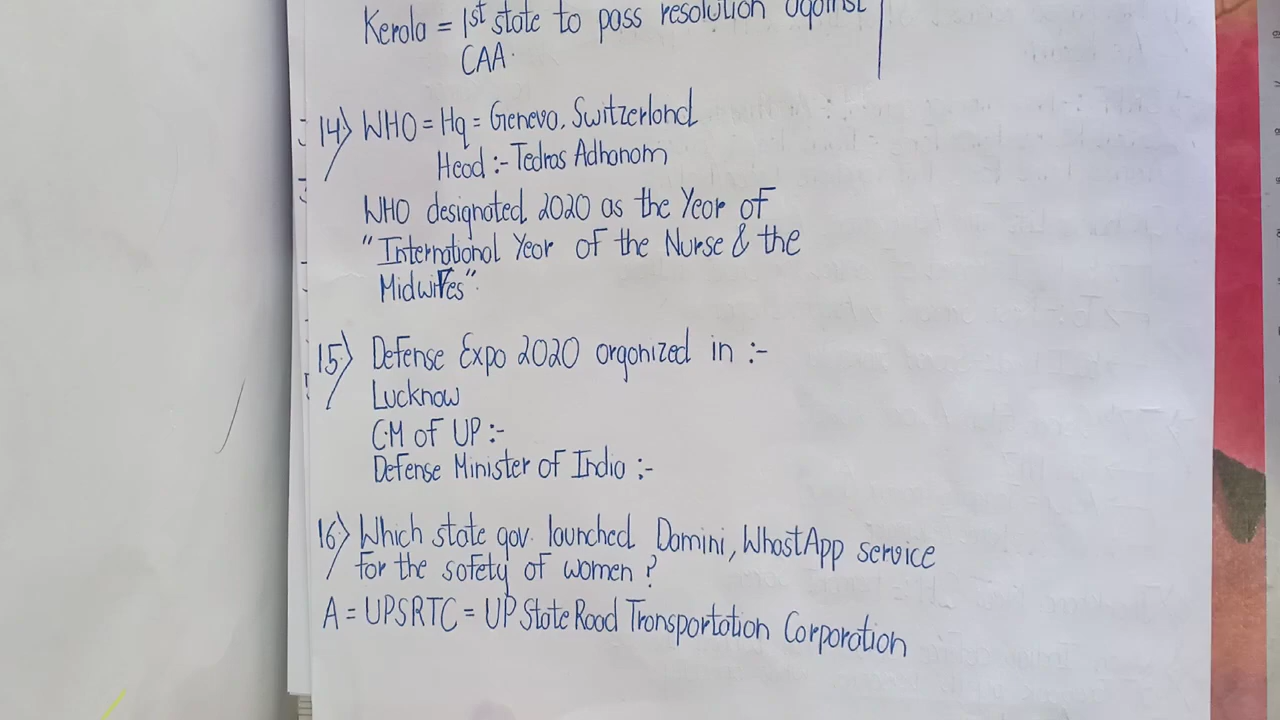 Kerala = 1st state to pass resolution against
CAA.
14) WHO = Hq = Geneva, Switzerland
Head :- Tedros Adhanom
WHO designated 2020 as the Year of
"International Year of the Nurse & the
Midwives".
15) Defense Expo 2020 organized in :-
Lucknow
CM of UP :-
Defense Minister of India :-
16) Which state gov. launched Damini, WhastApp service
for the safety of women ?
A = UPSRTC = UP State Road Transportation Corporation